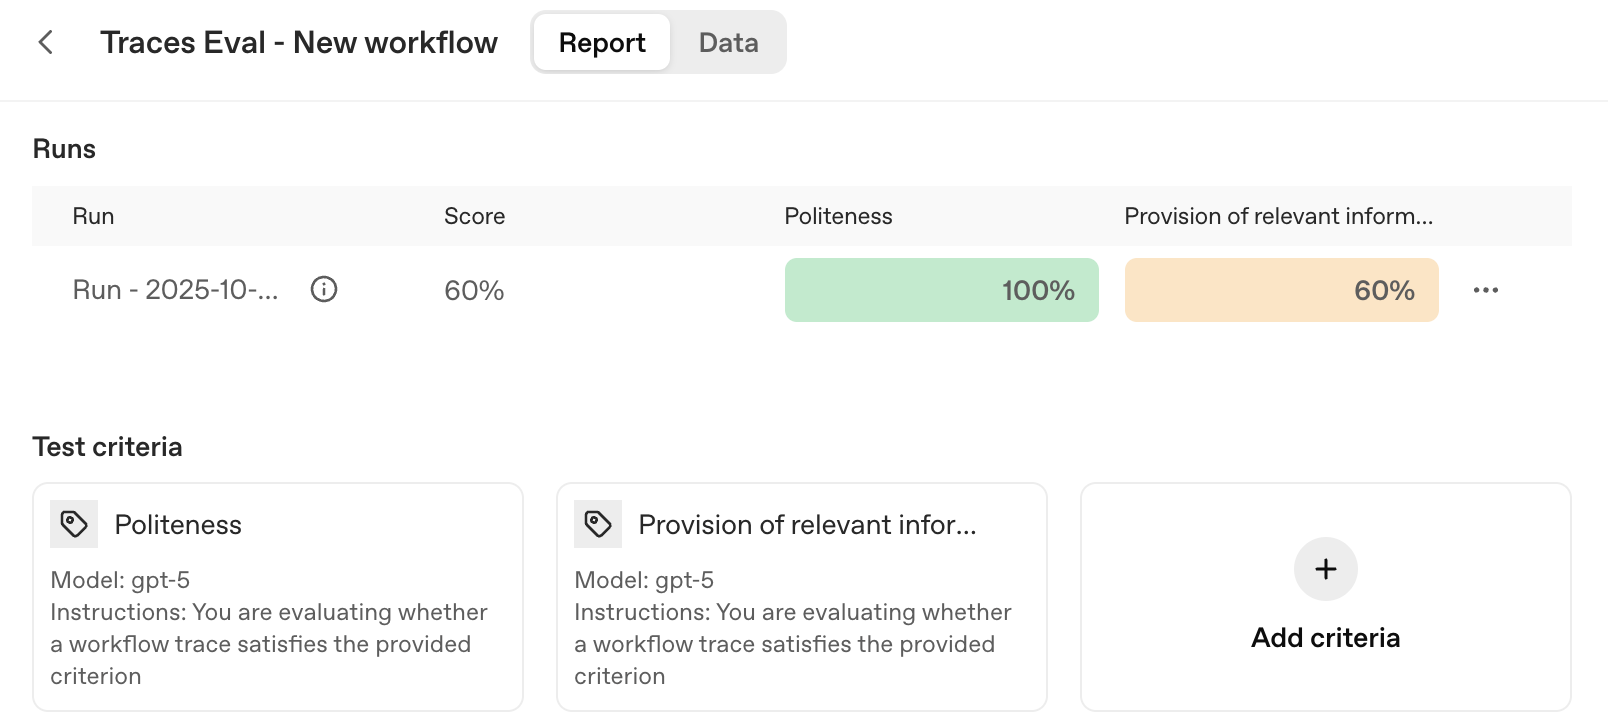 Traces Eval - New workflow
Report
Data
Runs
Run
Score
Politeness
Provision of relevant inform...
Run - 2025-10-...
60%
100%
60%
Test criteria
Politeness
Model: gpt-5
Instructions: You are evaluating whether
a workflow trace satisfies the provided
criterion
Provision of relevant infor...
Model: gpt-5
Instructions: You are evaluating whether
a workflow trace satisfies the provided
criterion
Add criteria